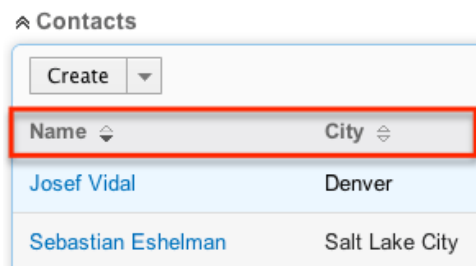 Contacts
Create
Name City
Josef Vidal Denver
Sebastian Eshelman Salt Lake City